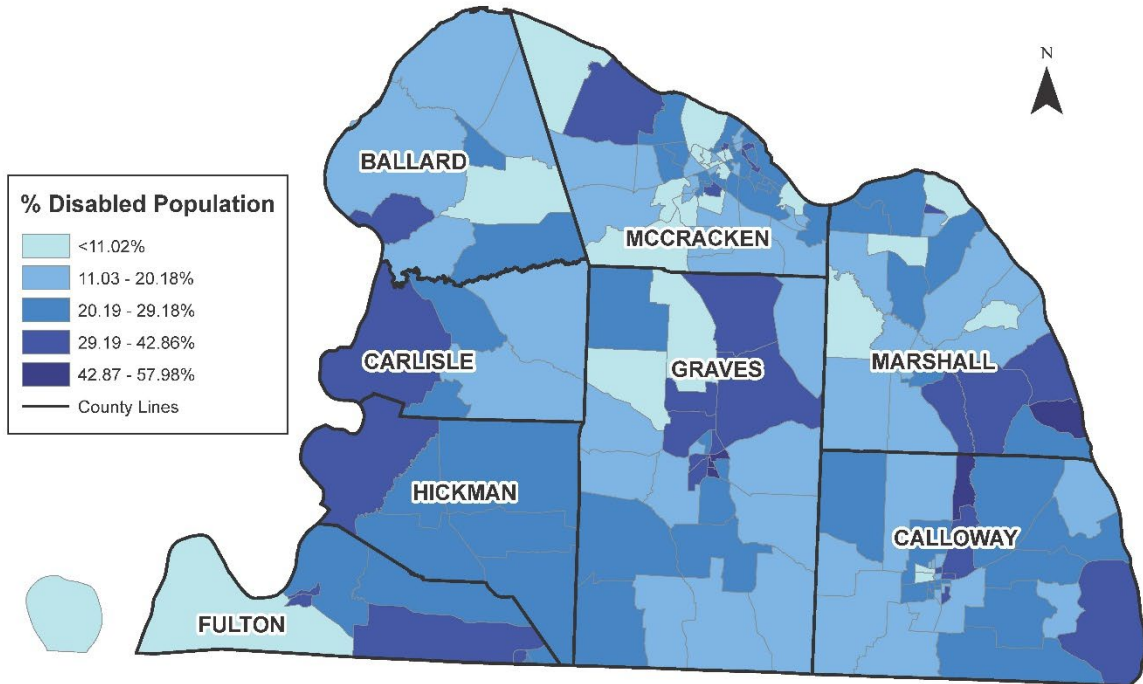 N
BALLARD
% Disabled Population
<11.02%
11.03 - 20.18%
20.19 - 29.18%
29.19 - 42.86%
42.87 - 57.98%
County Lines
MCCRACKEN
CARLISLE
GRAVES
MARSHALL
HICKMAN
CALLOWAY
FULTON